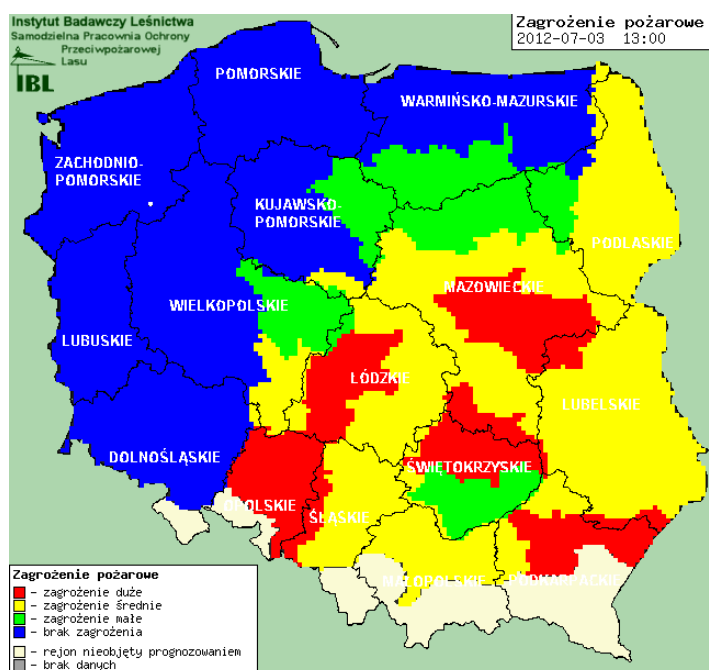 Instytut Badawczy Leśnictwa
Samodzielna Pracownia Ochrony
Przeciwpożarowej
Lasu
IBL
Zagrożenie pożarowe
2012-07-03 13:00
POMORSKIE
WARMIŃSKO-MAZURSKIE
ZACHODNIO-
POMORSKIE
KUJAWSKO-
POMORSKIE
PODLASKIE
MAZOWIECKIE
WIELKOPOLSKIE
LUBUSKIE
ŁÓDZKIE
LUBELSKIE
DOLNOŚLĄSKIE
ŚWIĘTOKRZYSKIE
OPOLSKIE
ŚLĄSKIE
MAŁOPOLSKIE
PODKARPACKIE
Zagrożenie pożarowe
- zagrożenie duże
- zagrożenie średnie
- zagrożenie małe
- brak zagrożenia
- rejon nieobjęty prognozowaniem
- brak danych